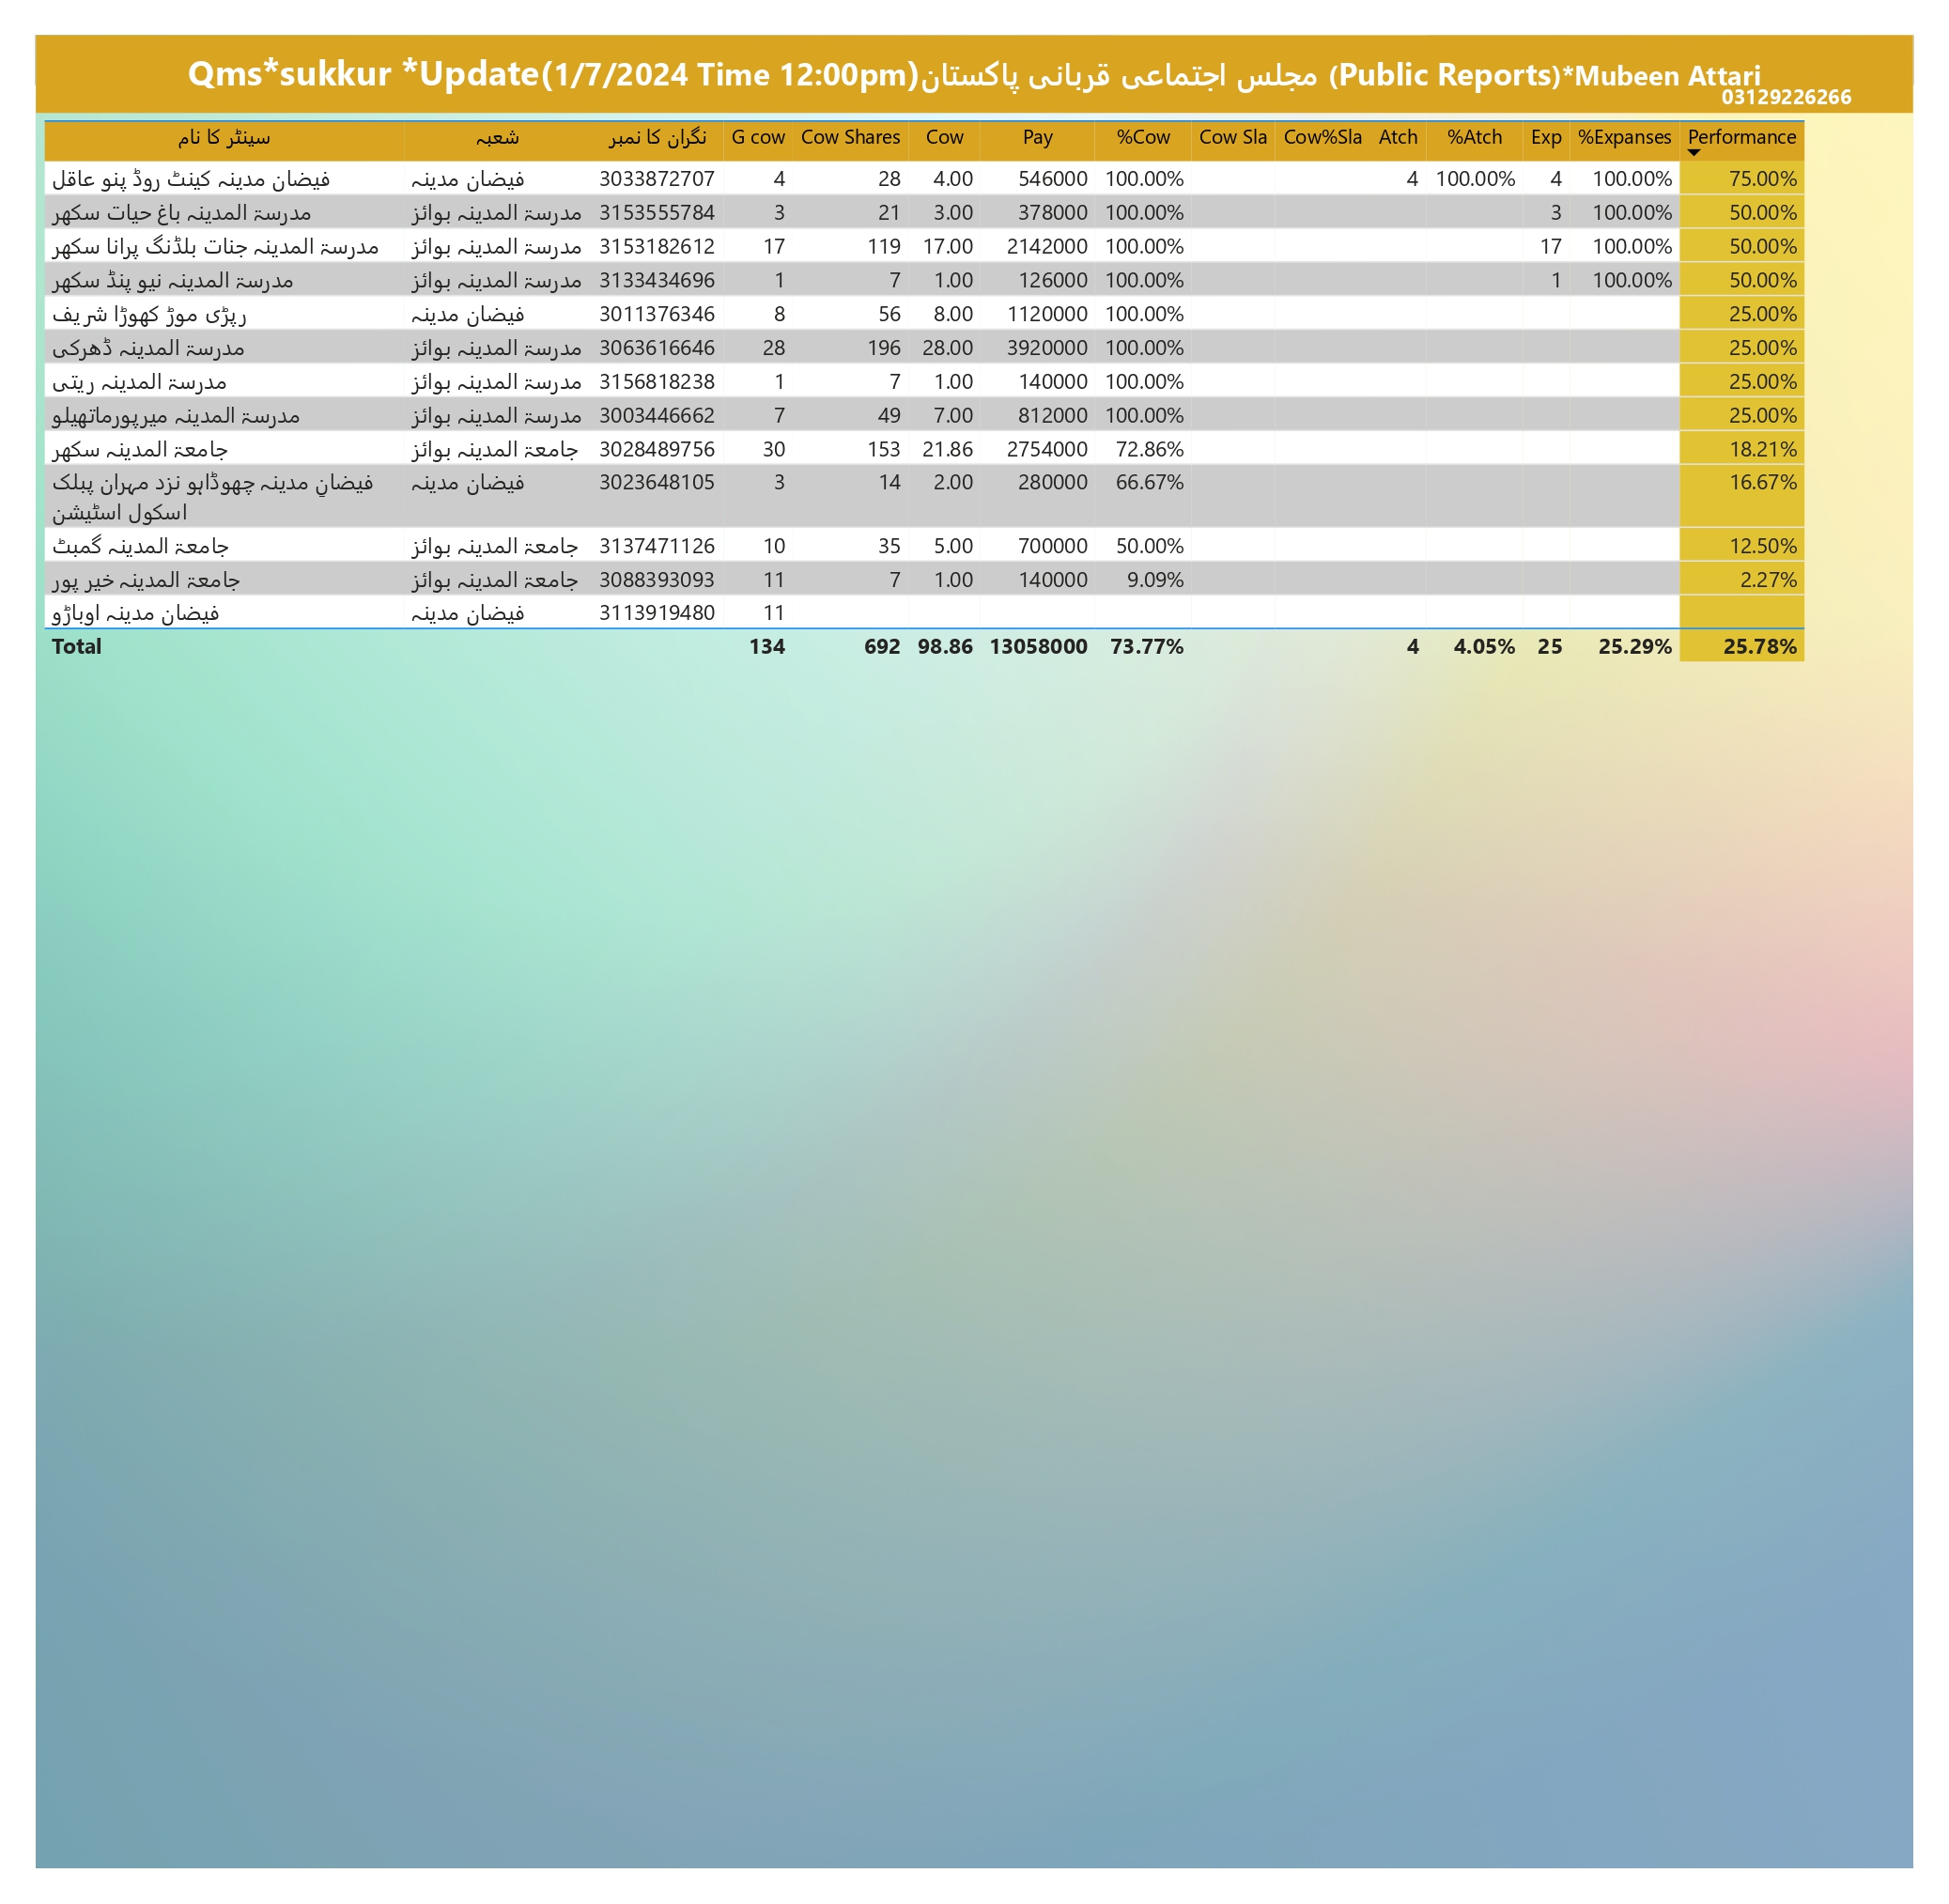 Qms*sukkur *Update(1/7/2024 Time 12:00pm)مجلس اجتماعی قربانی پاکستان (Public Reports)*Mubeen Attari
03129226266
سینٹر کا نام شعبہ نگران کا نمبر G cow Cow Shares Cow Pay %Cow Cow Sla Cow%Sla Atch %Atch Exp %Expanses Performance
فیضان مدینہ کینٹ روڈ پنو عاقل فیضان مدینہ 3033872707 4 28 4.00 546000 100.00% 4 100.00% 4 100.00% 75.00%
مدرسۃ المدینہ باغ حیات سکھر مدرسۃ المدینہ بوائز 3153555784 3 21 3.00 378000 100.00% 3 100.00% 50.00%
مدرسۃ المدینہ جنات بلڈنگ پرانا سکھر مدرسۃ المدینہ بوائز 3153182612 17 119 17.00 2142000 100.00% 17 100.00% 50.00%
مدرسۃ المدینہ نیو پنڈ سکھر مدرسۃ المدینہ بوائز 3133434696 1 7 1.00 126000 100.00% 1 100.00% 50.00%
رپڑی موڑ کھوڑا شریف فیضان مدینہ 3011376346 8 56 8.00 1120000 100.00% 25.00%
مدرسۃ المدینہ ڈھرکی مدرسۃ المدینہ بوائز 3063616646 28 196 28.00 3920000 100.00% 25.00%
مدرسۃ المدینہ ریتی مدرسۃ المدینہ بوائز 3156818238 1 7 1.00 140000 100.00% 25.00%
مدرسۃ المدینہ میرپورماتھیلو مدرسۃ المدینہ بوائز 3003446662 7 49 7.00 812000 100.00% 25.00%
جامعۃ المدینہ سکھر جامعۃ المدینہ بوائز 3028489756 30 153 21.86 2754000 72.86% 18.21%
فیضانِ مدینہ چھوڈاہو نزد مہران پبلک فیضان مدینہ 3023648105 3 14 2.00 280000 66.67% 16.67%
اسکول اسٹیشن
جامعۃ المدینہ گمبٹ جامعۃ المدینہ بوائز 3137471126 10 35 5.00 700000 50.00% 12.50%
جامعۃ المدینہ خیر پور جامعۃ المدینہ بوائز 3088393093 11 7 1.00 140000 9.09% 2.27%
فیضان مدینہ اوباڑو فیضان مدینہ 3113919480 11
Total 134 692 98.86 13058000 73.77% 4 4.05% 25 25.29% 25.78%